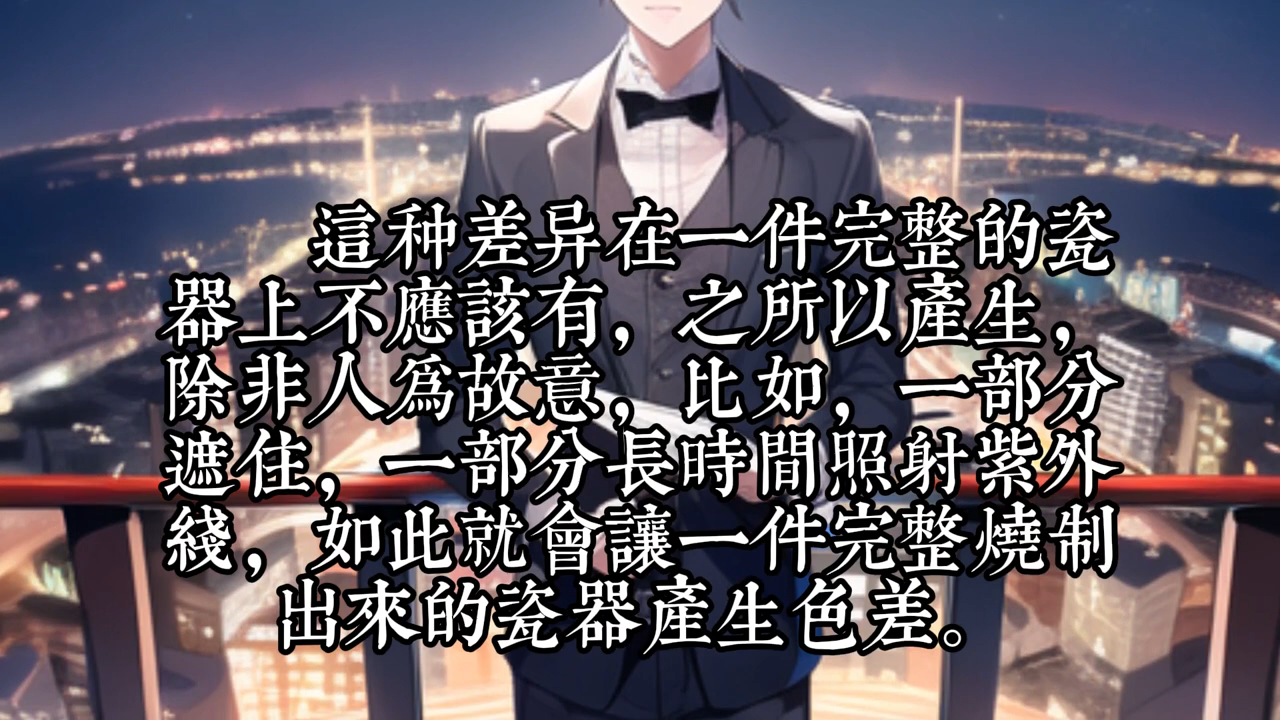 這种差异在一件完整的瓷
器上不應該有，之所以產生，
除非人爲故意，比如，一部分
遮住，一部分長時間照射紫外
綫，如此就會讓一件完整燒制
出來的瓷器產生色差。